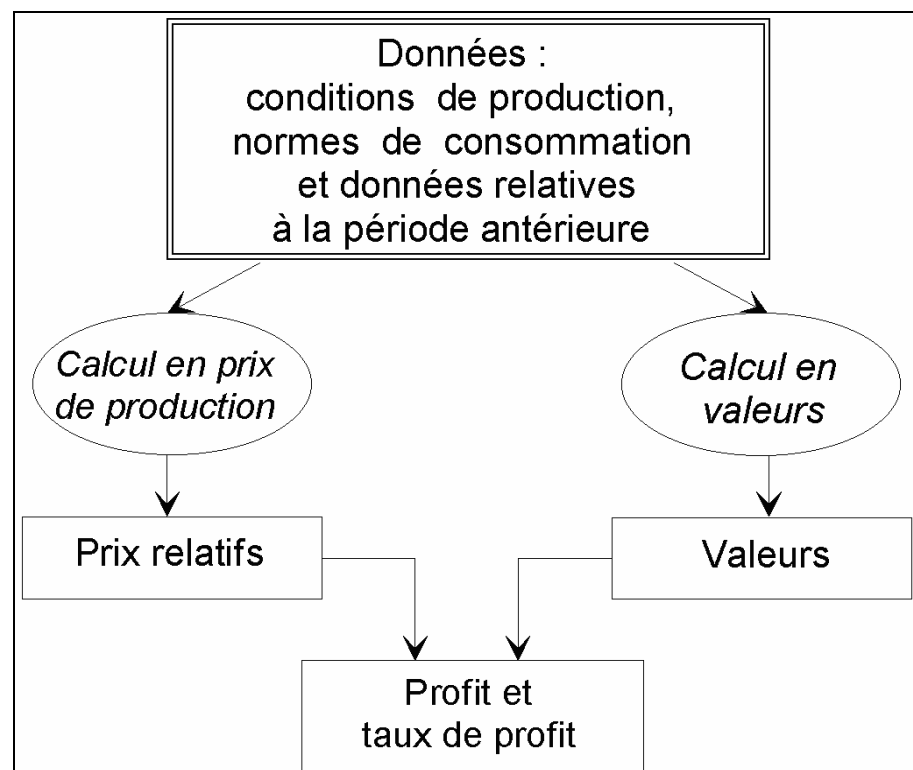 Données :
conditions de production,
normes de consommation
et données relatives
à la période antérieure
Calcul en prix
de production
Calcul en
valeurs
Prix relatifs
Valeurs
Profit et
taux de profit